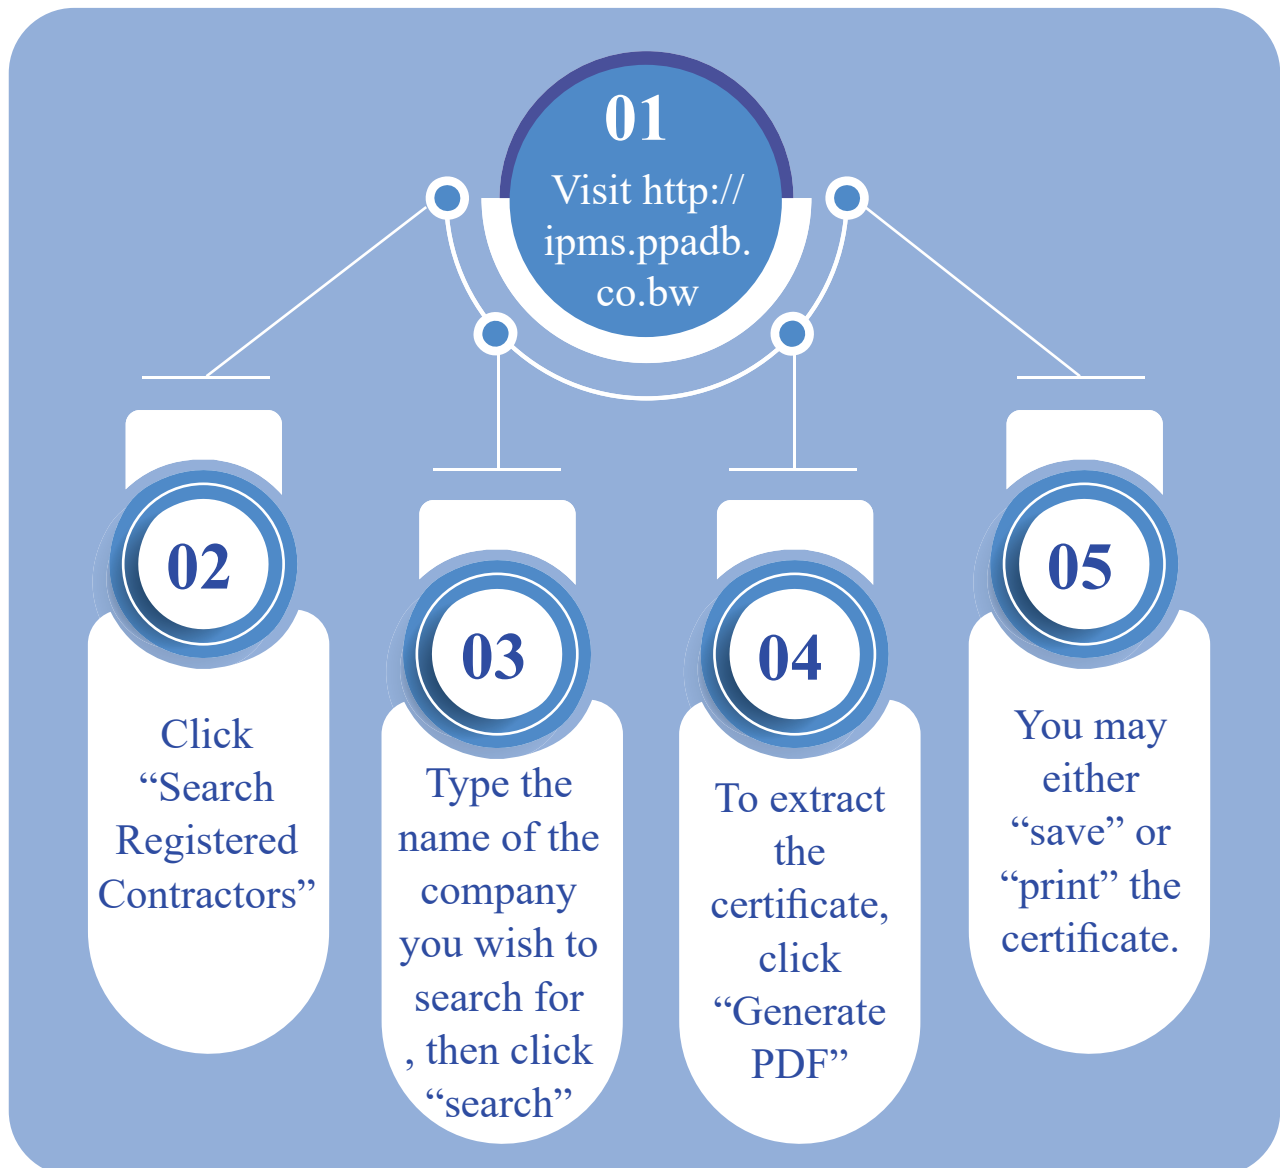 01
Visit http://
ipms.ppadb.
co.bw
02
Click
“Search
Registered
Contractors”
03
Type the
name of the
company
you wish to
search for
, then click
“search”
04
To extract
the
certificate,
click
“Generate
PDF”
05
You may
either
“save” or
“print” the
certificate.